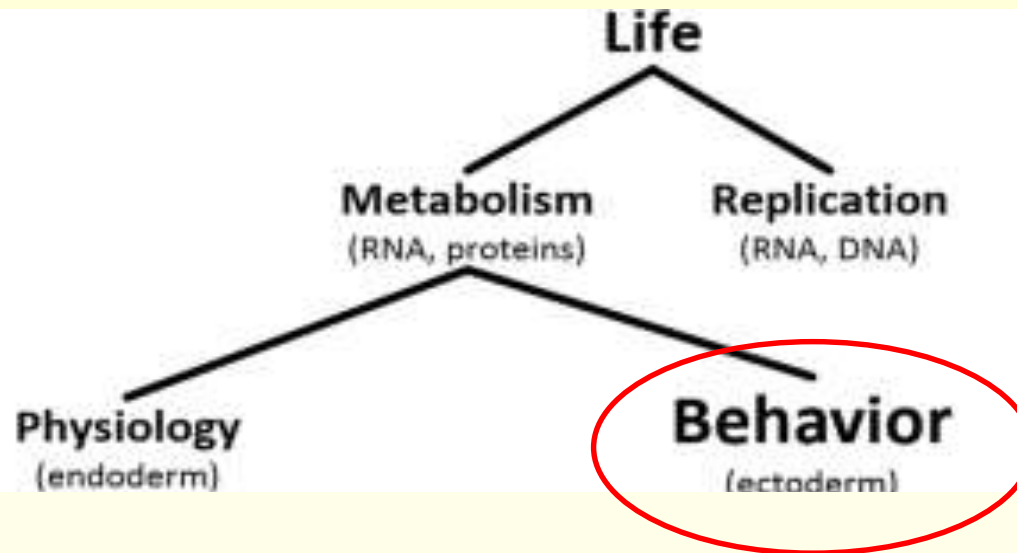 Life
Metabolism Replication
(RNA, proteins) (RNA, DNA)
Physiology Behavior
(endoderm) (ectoderm)